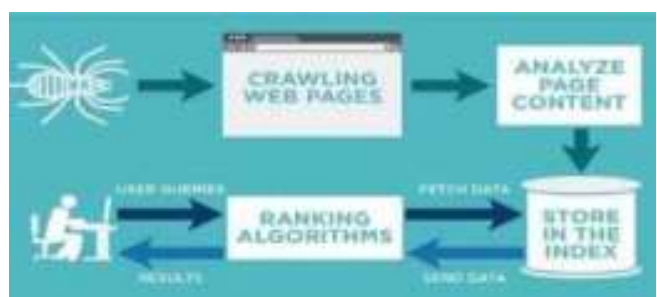 CRAWLING
WEB PAGES
ANALYZE
PAGE
CONTENT
USER QUERIES
RANKING
ALGORITHMS
FETCH DATA
STORE
IN THE
INDEX
RESULTS
SEND DATA